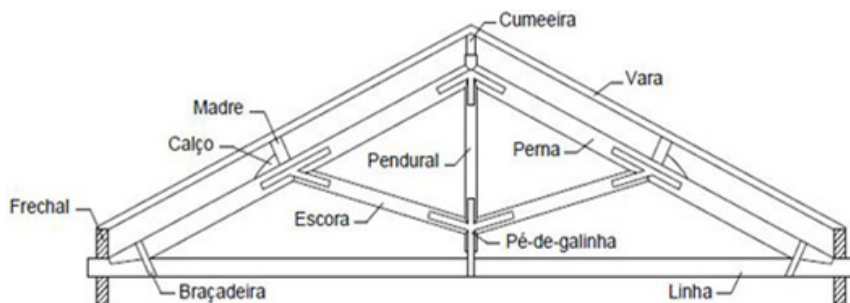 Cumeeira
Vara
Madre
Calço
Pendural
Perna
Frechal
Escora
Pé-de-galinha
Braçadeira
Linha